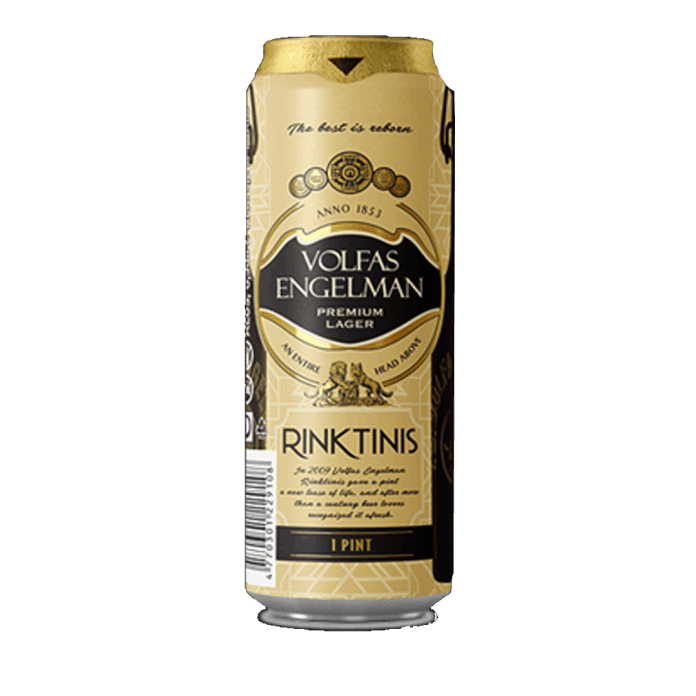 The best is reborn
ANNO 1853
VOLFAS
ENGELMAN
PREMIUM
LAGER
AN ENTIRE HEAD ABOVE
RINKTINIS
In 2009 Volfas Engelman
Rinktinis gave a pint
a new lease of life, and after more
than a century beer lovers
recognized it afresh.
1 PINT
4770301229108